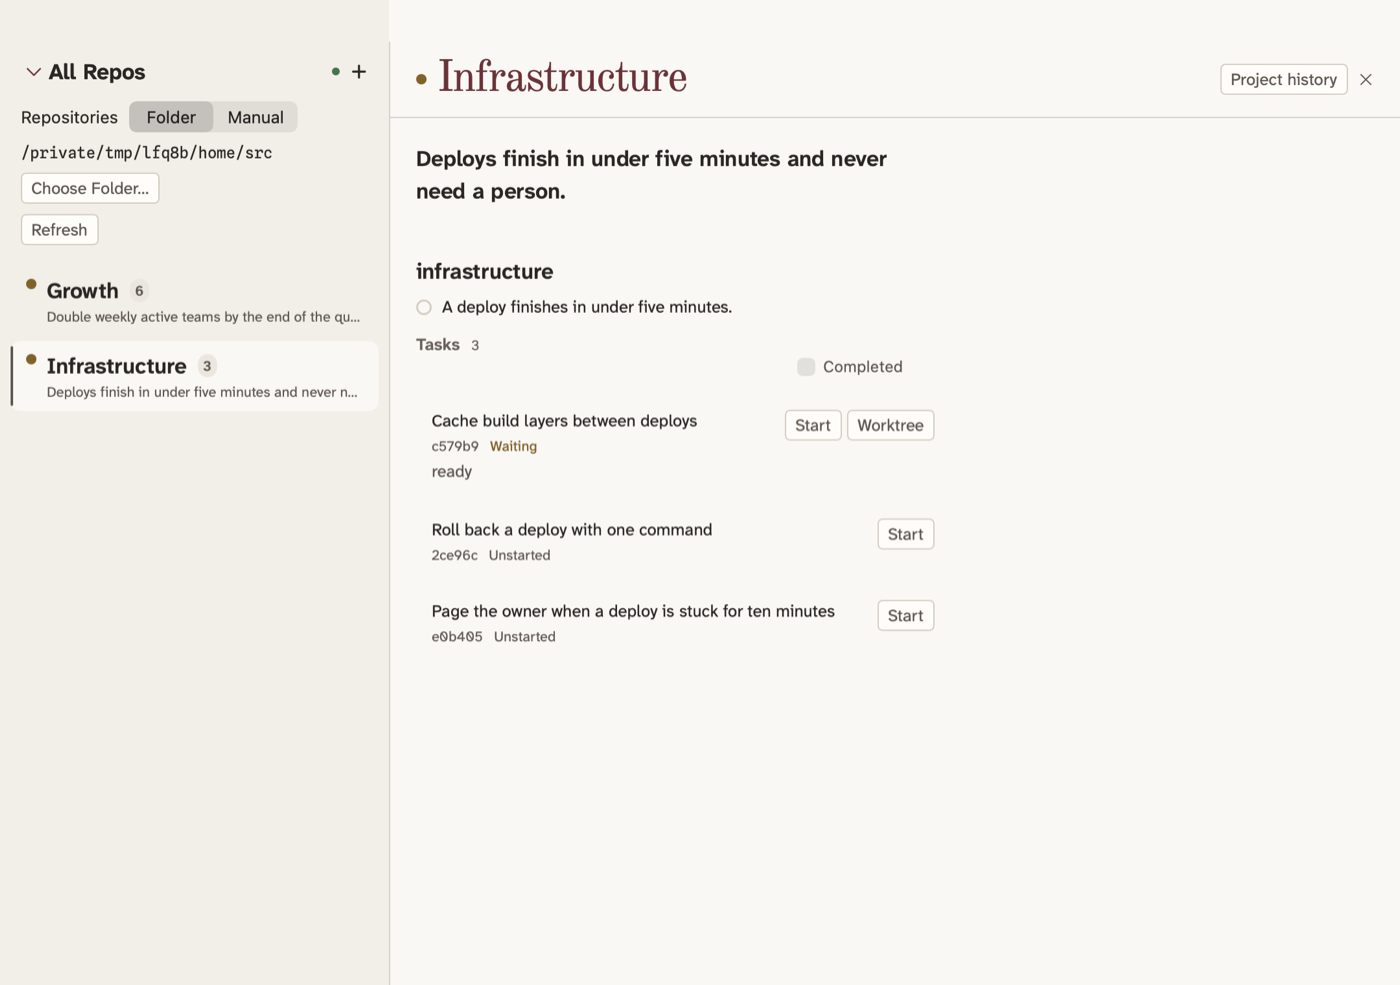 All Repos
Repositories Folder Manual
/private/tmp/lfq8b/home/src
Choose Folder...
Refresh
Growth 6
Double weekly active teams by the end of the qu...
Infrastructure 3
Deploys finish in under five minutes and never n...
Infrastructure
Project history
Deploys finish in under five minutes and never
need a person.
infrastructure
A deploy finishes in under five minutes.
Tasks 3
Completed
Cache build layers between deploys
c579b9 Waiting
ready
Start Worktree
Roll back a deploy with one command
2ce96c Unstarted
Start
Page the owner when a deploy is stuck for ten minutes
e0b405 Unstarted
Start